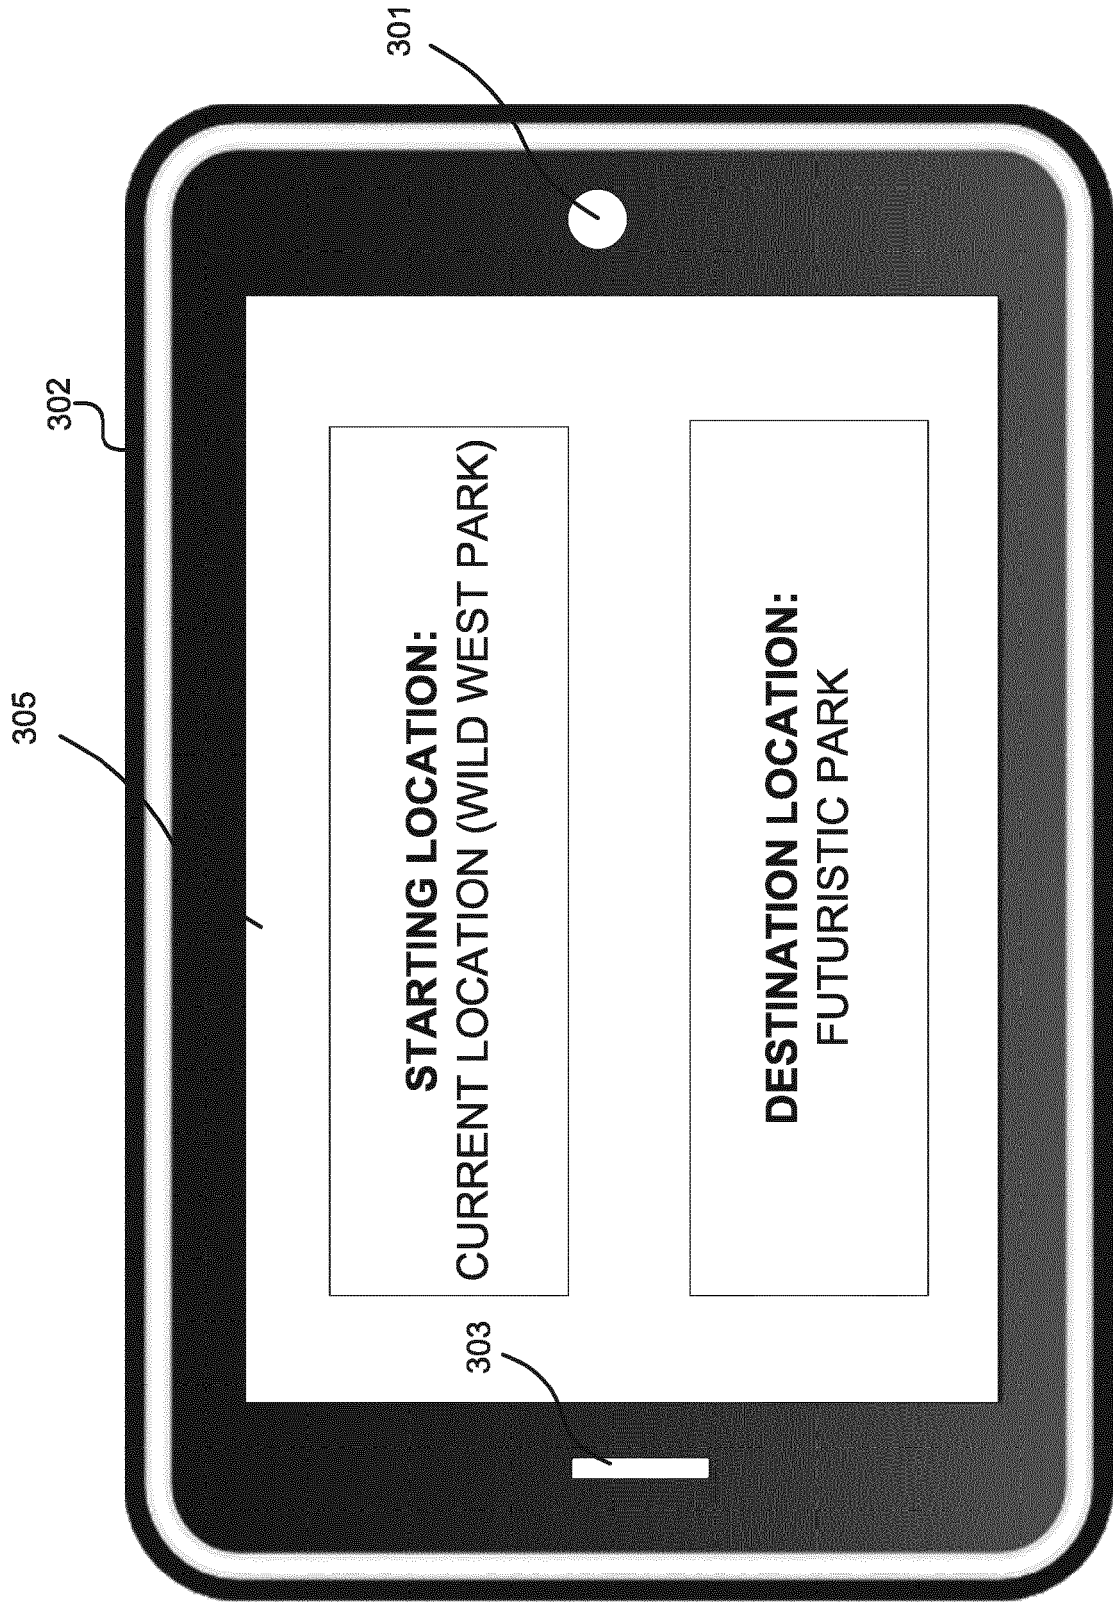 305
302
301
STARTING LOCATION:
CURRENT LOCATION (WILD WEST PARK)
303
DESTINATION LOCATION:
FUTURISTIC PARK